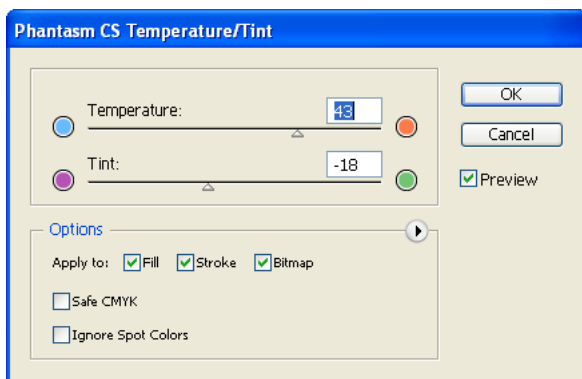 Phantasm CS Temperature/Tint
Temperature: 43
OK
Cancel
Tint: -18
Preview
Options
Apply to: Fill Stroke Bitmap
Safe CMYK
Ignore Spot Colors